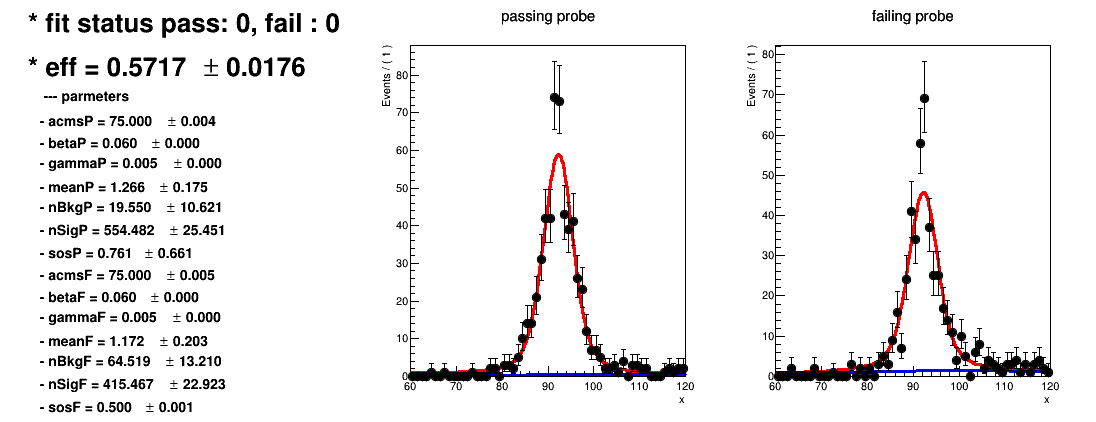 * fit status pass: 0, fail : 0
* eff = 0.5717 ± 0.0176
--- parmeters
- acmsP = 75.000 ± 0.004
- betaP = 0.060 ± 0.000
- gammaP = 0.005 ± 0.000
- meanP = 1.266 ± 0.175
- nBkgP = 19.550 ± 10.621
- nSigP = 554.482 ± 25.451
- sosP = 0.761 ± 0.661
- acmsF = 75.000 ± 0.005
- betaF = 0.060 ± 0.000
- gammaF = 0.005 ± 0.000
- meanF = 1.172 ± 0.203
- nBkgF = 64.519 ± 13.210
- nSigF = 415.467 ± 22.923
- sosF = 0.500 ± 0.001
passing probe
Events / ( 1 )
80
70
60
50
40
30
20
10
0
60 70 80 90 100 110 120
x
failing probe
Events / ( 1 )
80
70
60
50
40
30
20
10
0
60 70 80 90 100 110 120
x